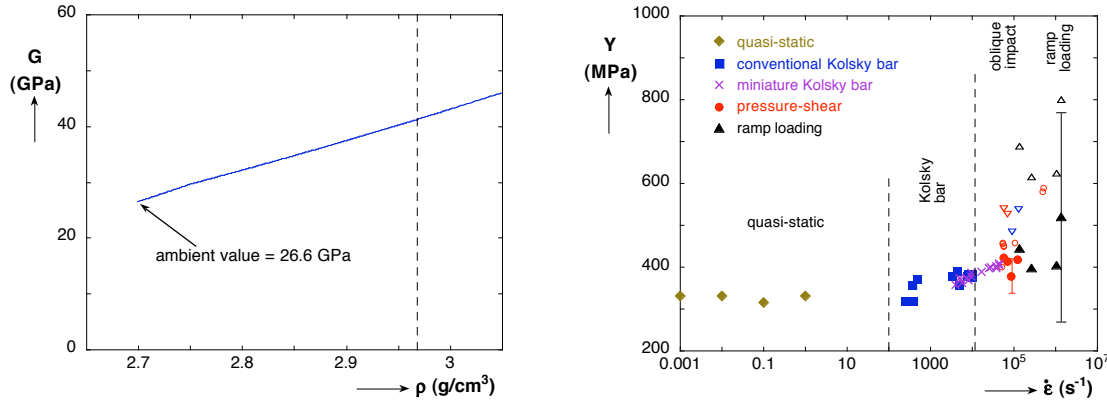 60
G
(GPa)
40
20
0
ambient value = 26.6 GPa
2.7
2.8
2.9
3
ρ (g/cm³)
1000
Y
(MPa)
800
600
400
200
quasi-static
conventional Kolsky bar
miniature Kolsky bar
pressure-shear
ramp loading
quasi-static
Kolsky
bar
oblique
impact
ramp
loading
0.001
0.1
10
1000
10⁵
10⁷
ε̇ (s⁻¹)